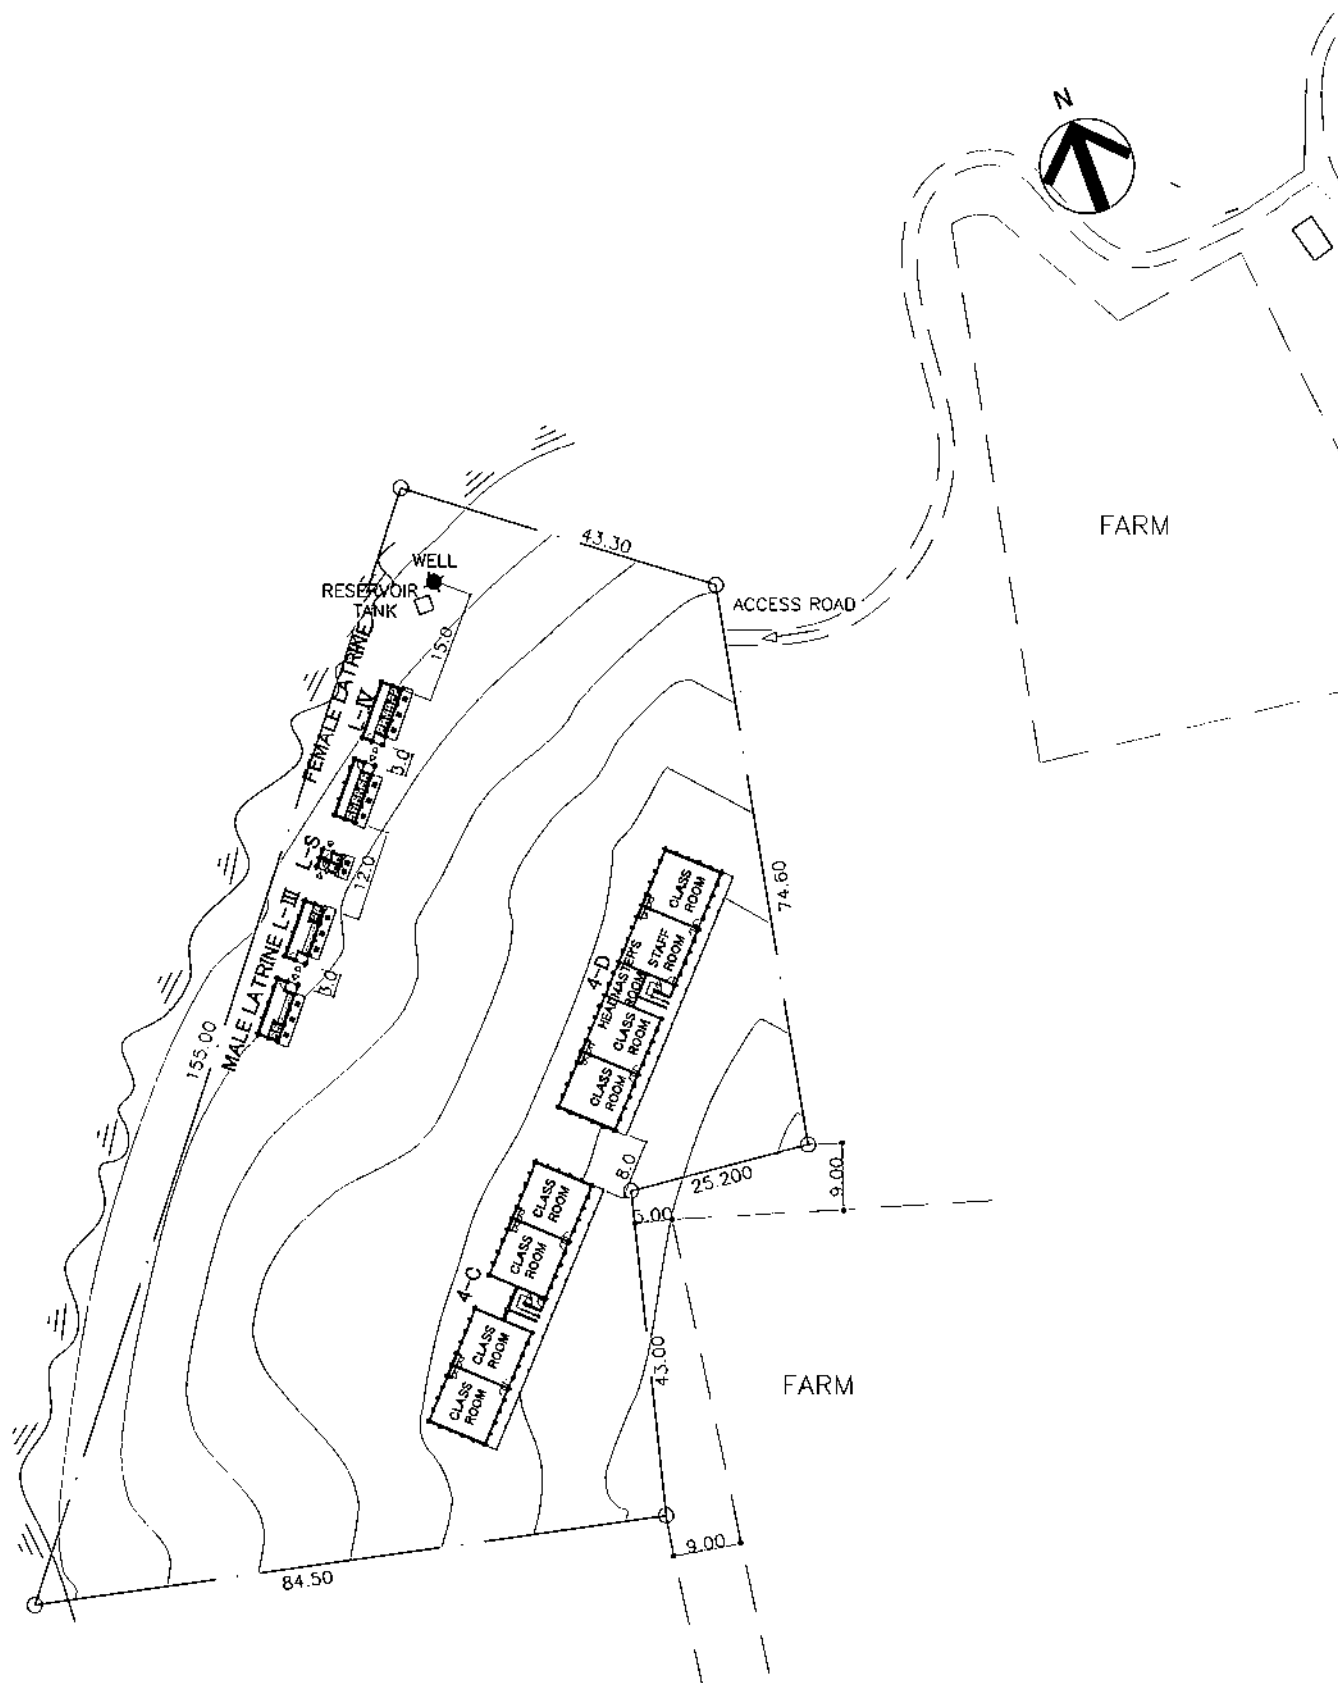 N
FARM
43.30
WELL
RESERVOIR
TANK
ACCESS ROAD
15.0
FEMALE LATRINE
L-IV
3.0
L-S
12.0
MALE LATRINE L-III
3.0
155.00
74.60
CLASS
ROOM
STAFF
ROOM
4-D
HEADMASTER'S
ROOM
CLASS
ROOM
CLASS
ROOM
8.0
25.200
9.00
5.00
CLASS
ROOM
CLASS
ROOM
4-C
CLASS
ROOM
CLASS
ROOM
43.00
FARM
9.00
84.50